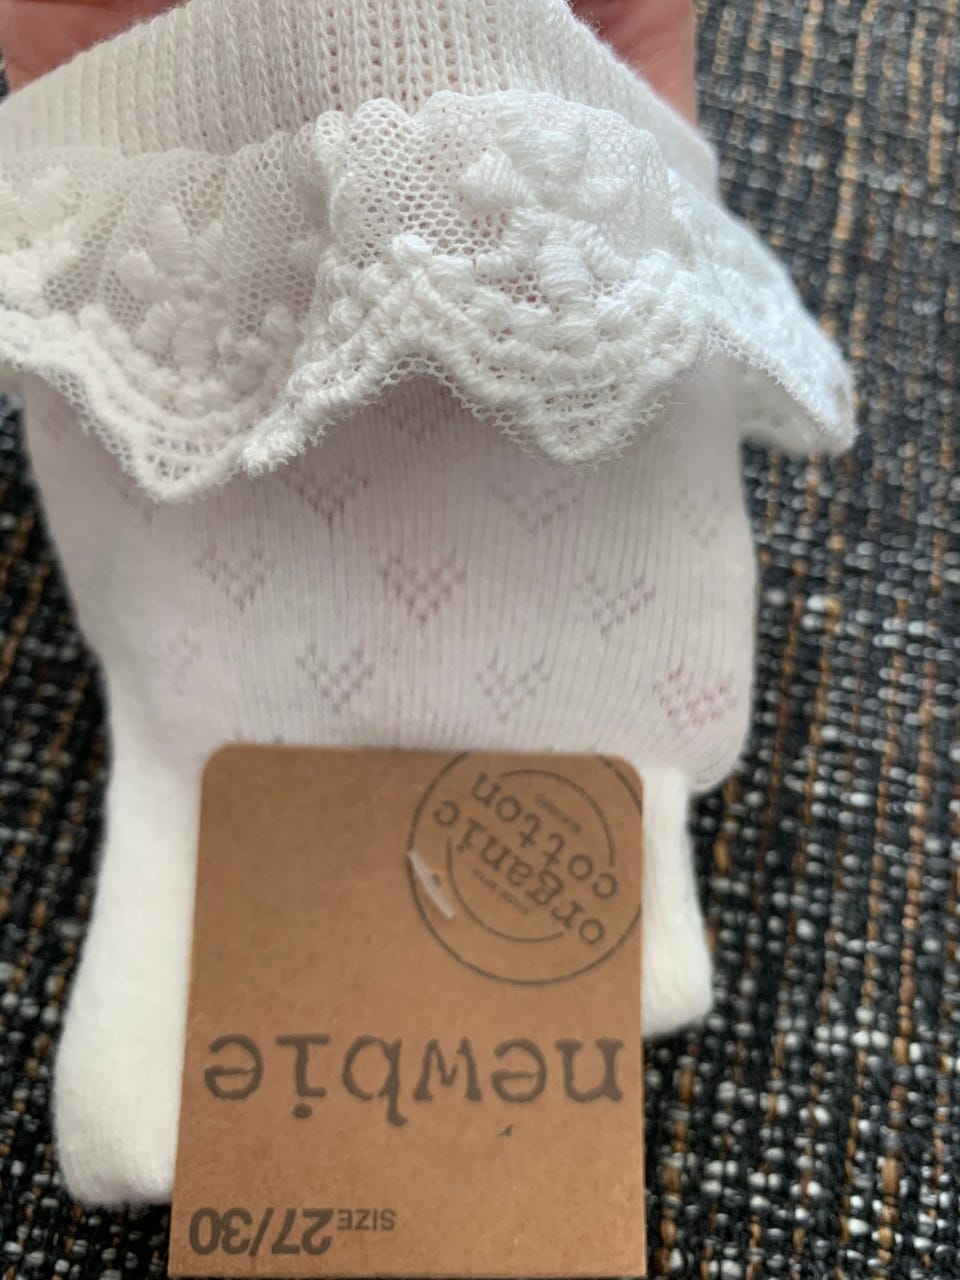 SIZE 27/30
newbie
organic
cotton